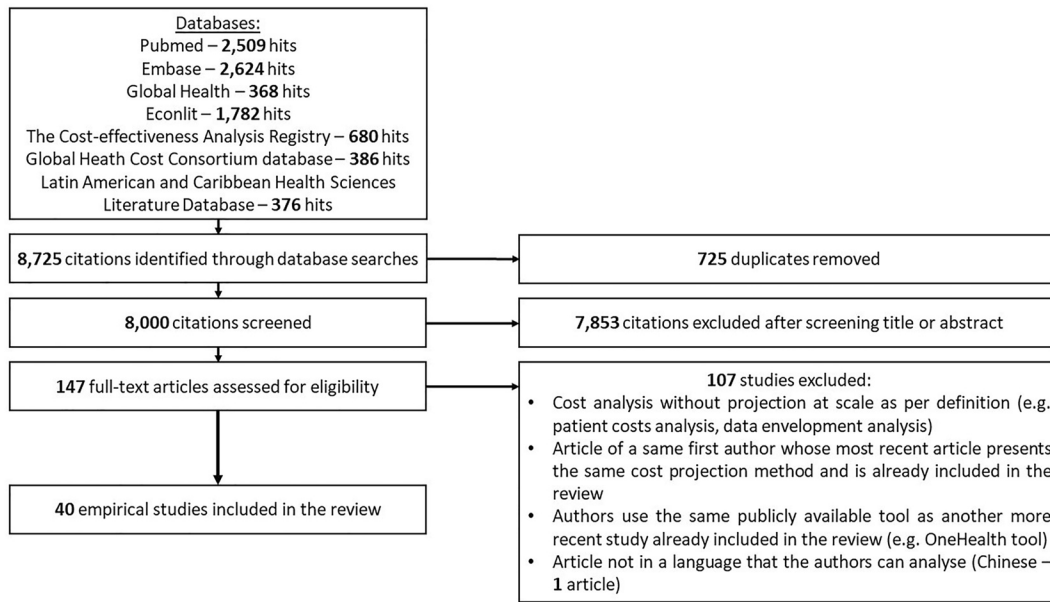 Databases:
Pubmed – 2,509 hits
Embase – 2,624 hits
Global Health – 368 hits
Econlit – 1,782 hits
The Cost-effectiveness Analysis Registry – 680 hits
Global Heath Cost Consortium database – 386 hits
Latin American and Caribbean Health Sciences
Literature Database – 376 hits
8,725 citations identified through database searches
725 duplicates removed
8,000 citations screened
7,853 citations excluded after screening title or abstract
147 full-text articles assessed for eligibility
107 studies excluded:
• Cost analysis without projection at scale as per definition (e.g.
patient costs analysis, data envelopment analysis)
• Article of a same first author whose most recent article presents
the same cost projection method and is already included in the
review
• Authors use the same publicly available tool as another more
recent study already included in the review (e.g. OneHealth tool)
• Article not in a language that the authors can analyse (Chinese –
1 article)
40 empirical studies included in the review